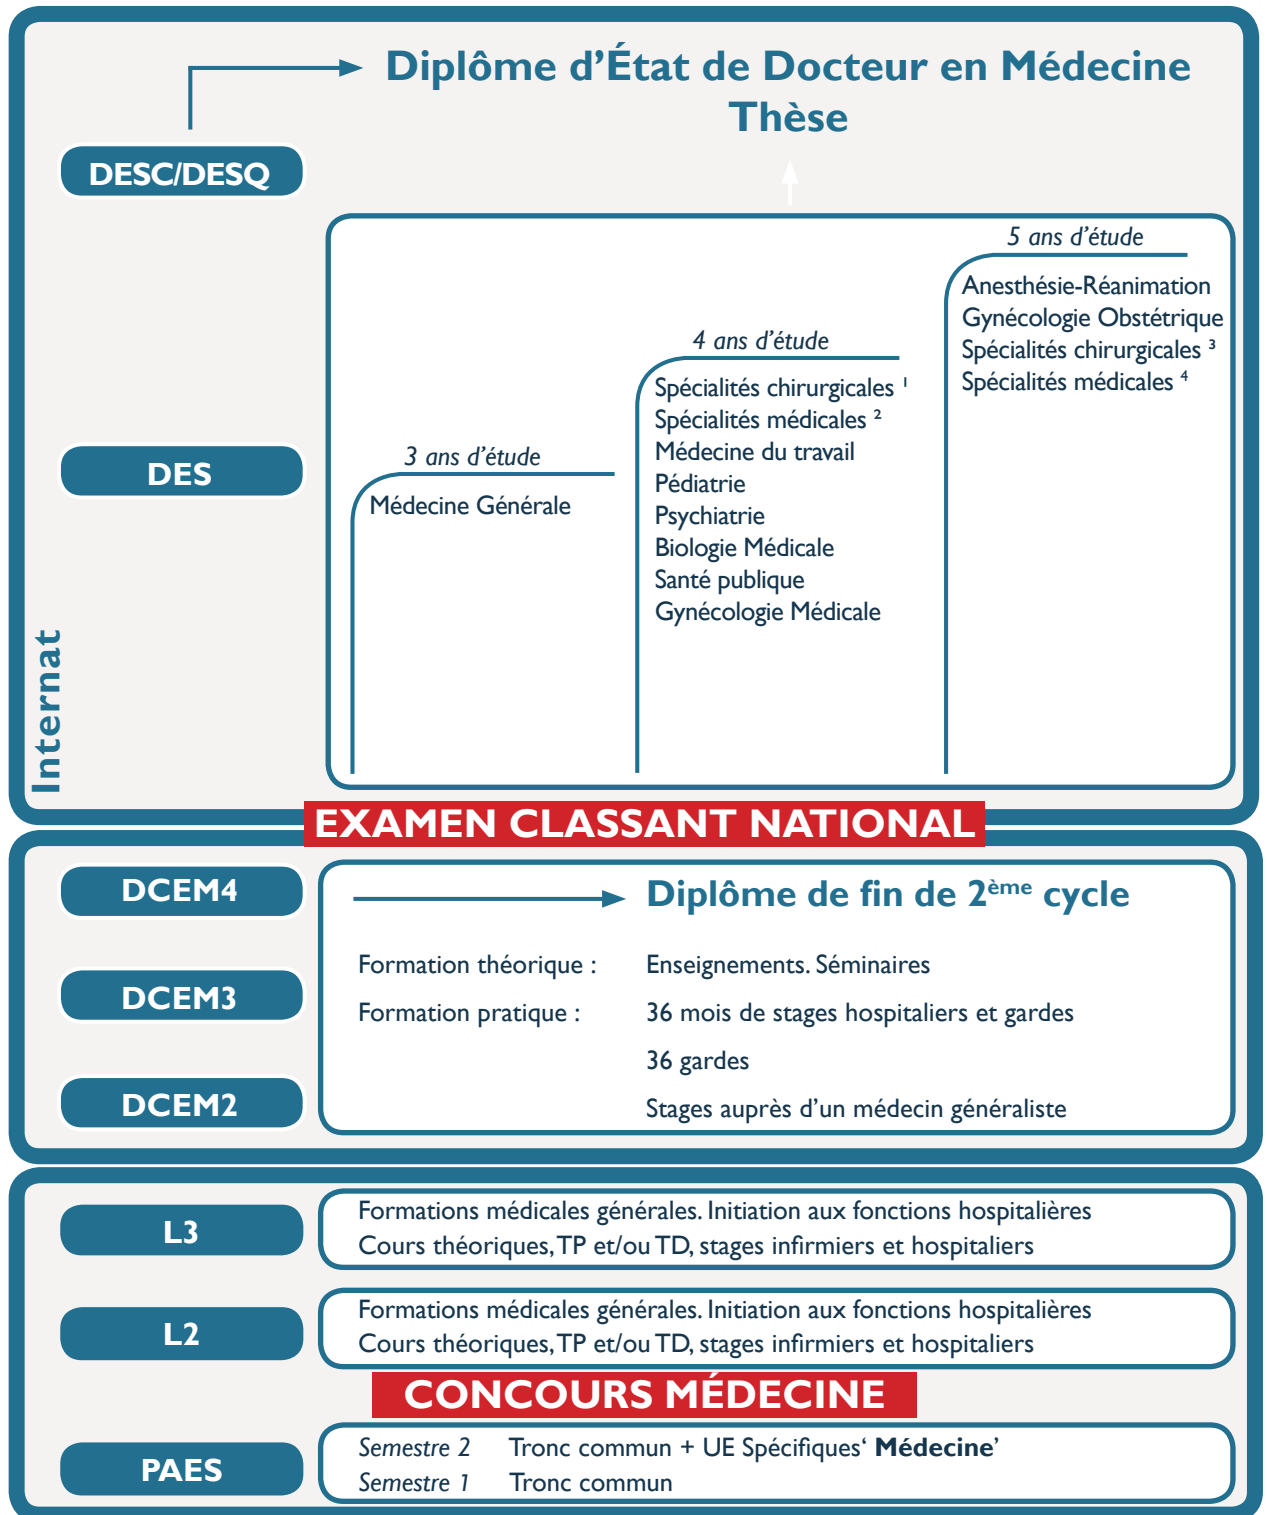 Diplôme d’État de Docteur en Médecine
Thèse
DESC/DESQ
5 ans d’étude
Anesthésie-Réanimation
Gynécologie Obstétrique
Spécialités chirurgicales ³
Spécialités médicales ⁴
4 ans d’étude
Spécialités chirurgicales ¹
Spécialités médicales ²
Médecine du travail
Pédiatrie
Psychiatrie
Biologie Médicale
Santé publique
Gynécologie Médicale
3 ans d’étude
Médecine Générale
DES
Internat
EXAMEN CLASSANT NATIONAL
DCEM4
Diplôme de fin de 2ème cycle
Formation théorique : Enseignements. Séminaires
DCEM3
Formation pratique : 36 mois de stages hospitaliers et gardes
36 gardes
DCEM2
Stages auprès d’un médecin généraliste
L3
Formations médicales générales. Initiation aux fonctions hospitalières
Cours théoriques, TP et/ou TD, stages infirmiers et hospitaliers
L2
Formations médicales générales. Initiation aux fonctions hospitalières
Cours théoriques, TP et/ou TD, stages infirmiers et hospitaliers
CONCOURS MÉDECINE
PAES
Semestre 2 Tronc commun + UE Spécifiques‘ Médecine’
Semestre 1 Tronc commun